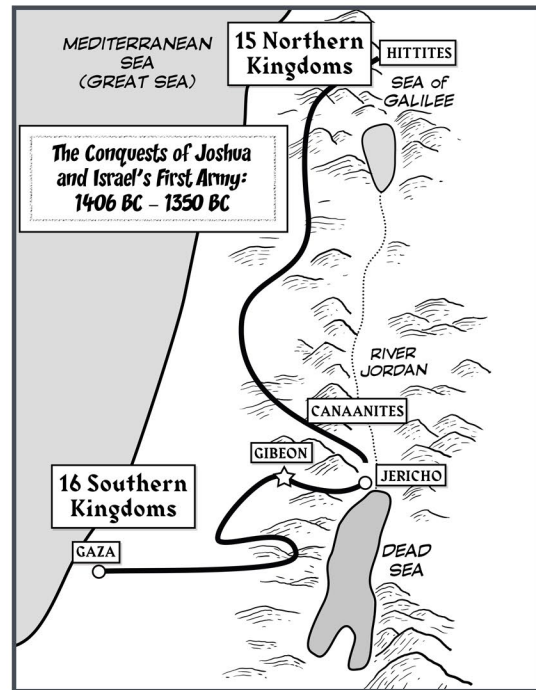 MEDITERRANEAN
SEA
(GREAT SEA)
15 Northern
Kingdoms
HITTITES
SEA of
GALILEE
The Conquests of Joshua
and Israel's First Army:
1406 BC – 1350 BC
RIVER
JORDAN
CANAANITES
GIBEON
JERICHO
16 Southern
Kingdoms
GAZA
DEAD
SEA